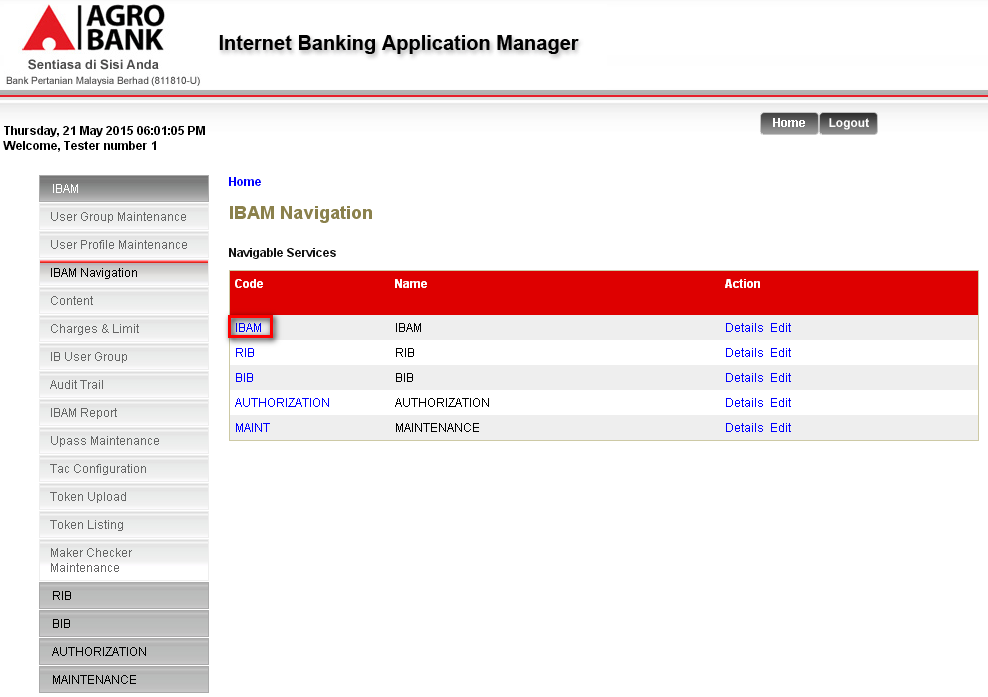 AGRO
BANK
Sentiasa di Sisi Anda
Bank Pertanian Malaysia Berhad (811810-U)
Internet Banking Application Manager
Thursday, 21 May 2015 06:01:05 PM
Welcome, Tester number 1
Home Logout
IBAM
User Group Maintenance
User Profile Maintenance
IBAM Navigation
Content
Charges & Limit
IB User Group
Audit Trail
IBAM Report
Upass Maintenance
Tac Configuration
Token Upload
Token Listing
Maker Checker
Maintenance
RIB
BIB
AUTHORIZATION
MAINTENANCE
Home
IBAM Navigation
Navigable Services
Code Name Action
IBAM IBAM Details Edit
RIB RIB Details Edit
BIB BIB Details Edit
AUTHORIZATION AUTHORIZATION Details Edit
MAINT MAINTENANCE Details Edit